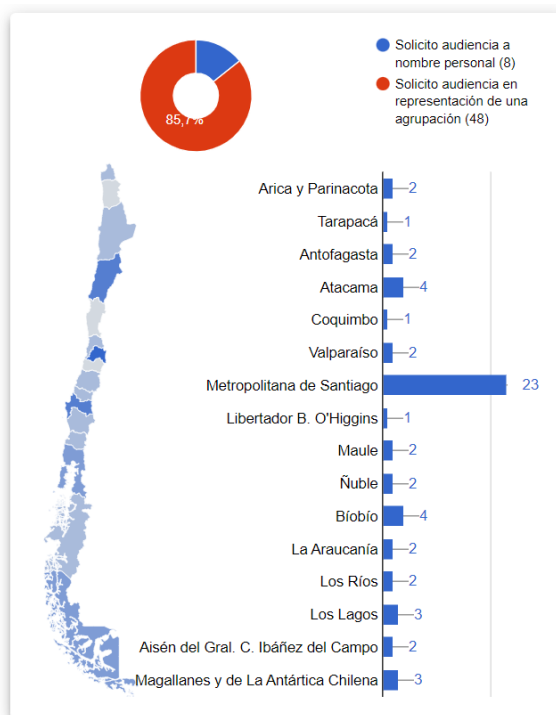 Solicito audiencia a
nombre personal (8)
Solicito audiencia en
representación de una
agrupación (48)
85,7%
Arica y Parinacota 2
Tarapacá 1
Antofagasta 2
Atacama 4
Coquimbo 1
Valparaíso 2
Metropolitana de Santiago 23
Libertador B. O'Higgins 1
Maule 2
Ñuble 2
Bíobío 4
La Araucanía 2
Los Ríos 2
Los Lagos 3
Aisén del Gral. C. Ibáñez del Campo 2
Magallanes y de La Antártica Chilena 3